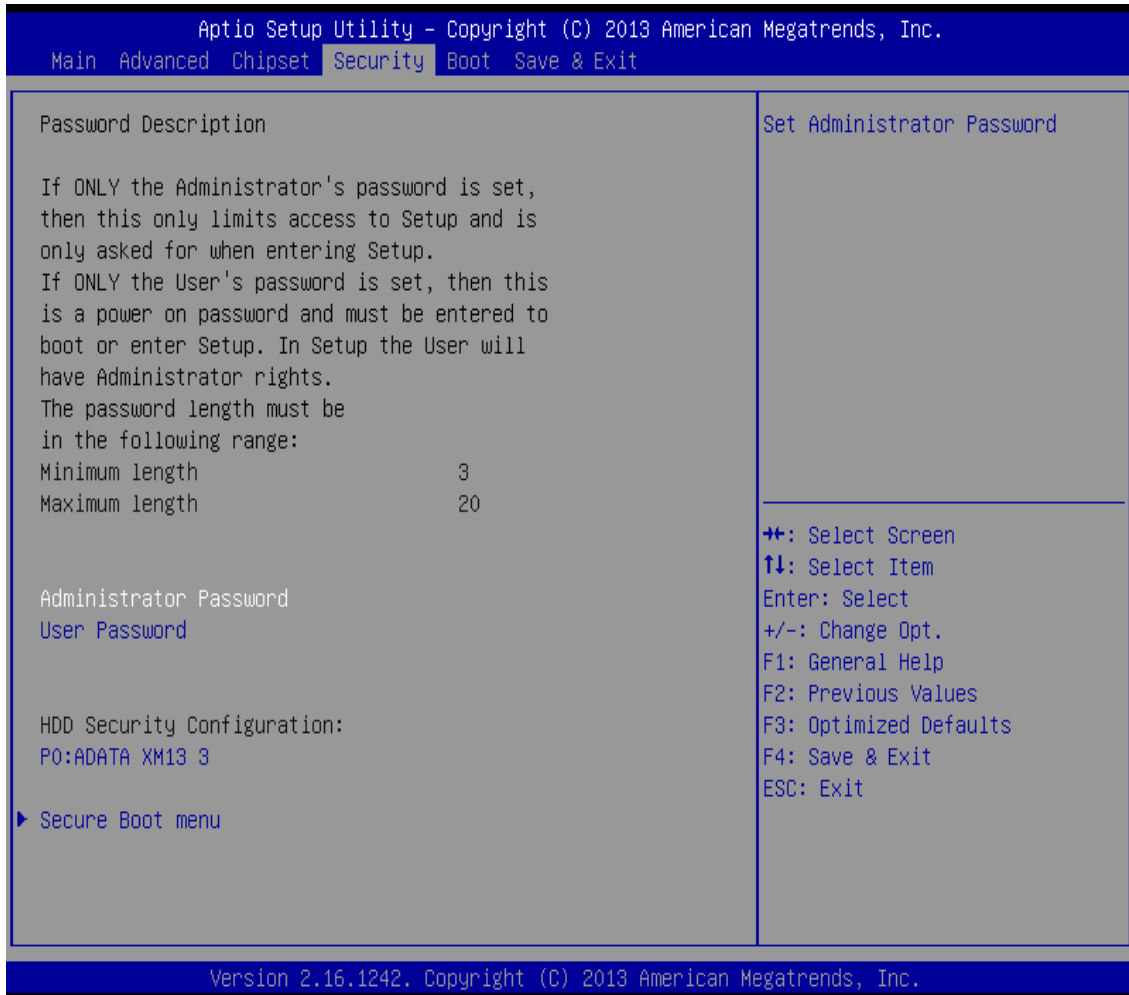 Aptio Setup Utility – Copyright (C) 2013 American Megatrends, Inc.
Main Advanced Chipset Security Boot Save & Exit
Password Description
If ONLY the Administrator's password is set,
then this only limits access to Setup and is
only asked for when entering Setup.
If ONLY the User's password is set, then this
is a power on password and must be entered to
boot or enter Setup. In Setup the User will
have Administrator rights.
The password length must be
in the following range:
Minimum length 3
Maximum length 20
Administrator Password
User Password
HDD Security Configuration:
P0:ADATA XM13 3
Secure Boot menu
Set Administrator Password
→←: Select Screen
↑↓: Select Item
Enter: Select
+/-: Change Opt.
F1: General Help
F2: Previous Values
F3: Optimized Defaults
F4: Save & Exit
ESC: Exit
Version 2.16.1242. Copyright (C) 2013 American Megatrends, Inc.